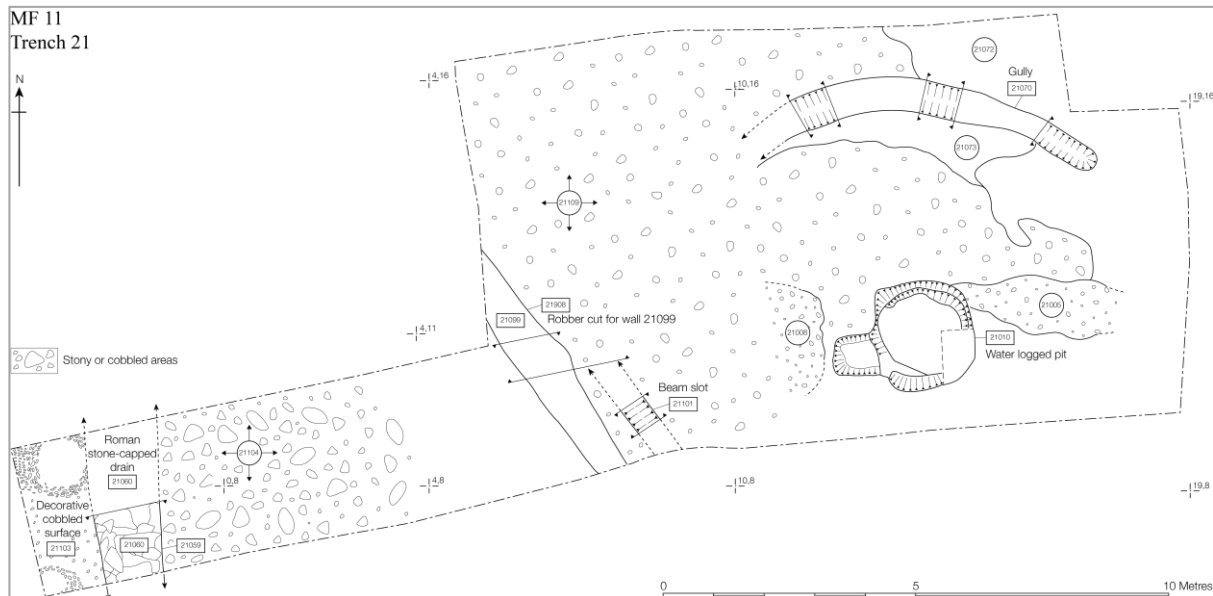 MF 11
Trench 21
N
4,16
10,16
19,16
21072
Gully
21070
21073
21109
21908
21099
Robber cut for wall 21099
4,11
21008
21005
21010
Water logged pit
Stony or cobbled areas
Beam slot
21101
Roman
stone-capped
drain
21060
21104
0,8
4,8
10,8
19,8
Decorative
cobbled
surface
21103
21060
21059
0
5
10 Metres